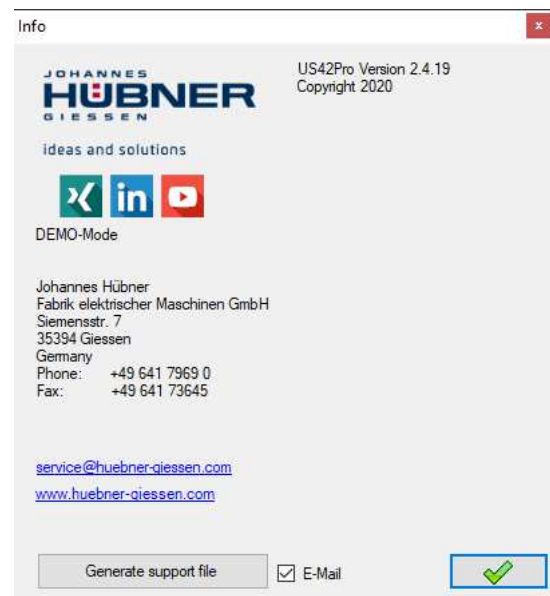 Info
x
JOHANNES
HÜBNER
GIESSEN
ideas and solutions
US42Pro Version 2.4.19
Copyright 2020
in
DEMO-Mode
Johannes Hübner
Fabrik elektrischer Maschinen GmbH
Siemensstr. 7
35394 Giessen
Germany
Phone: +49 641 7969 0
Fax: +49 641 73645
service@huebner-giessen.com
www.huebner-giessen.com
Generate support file
E-Mail